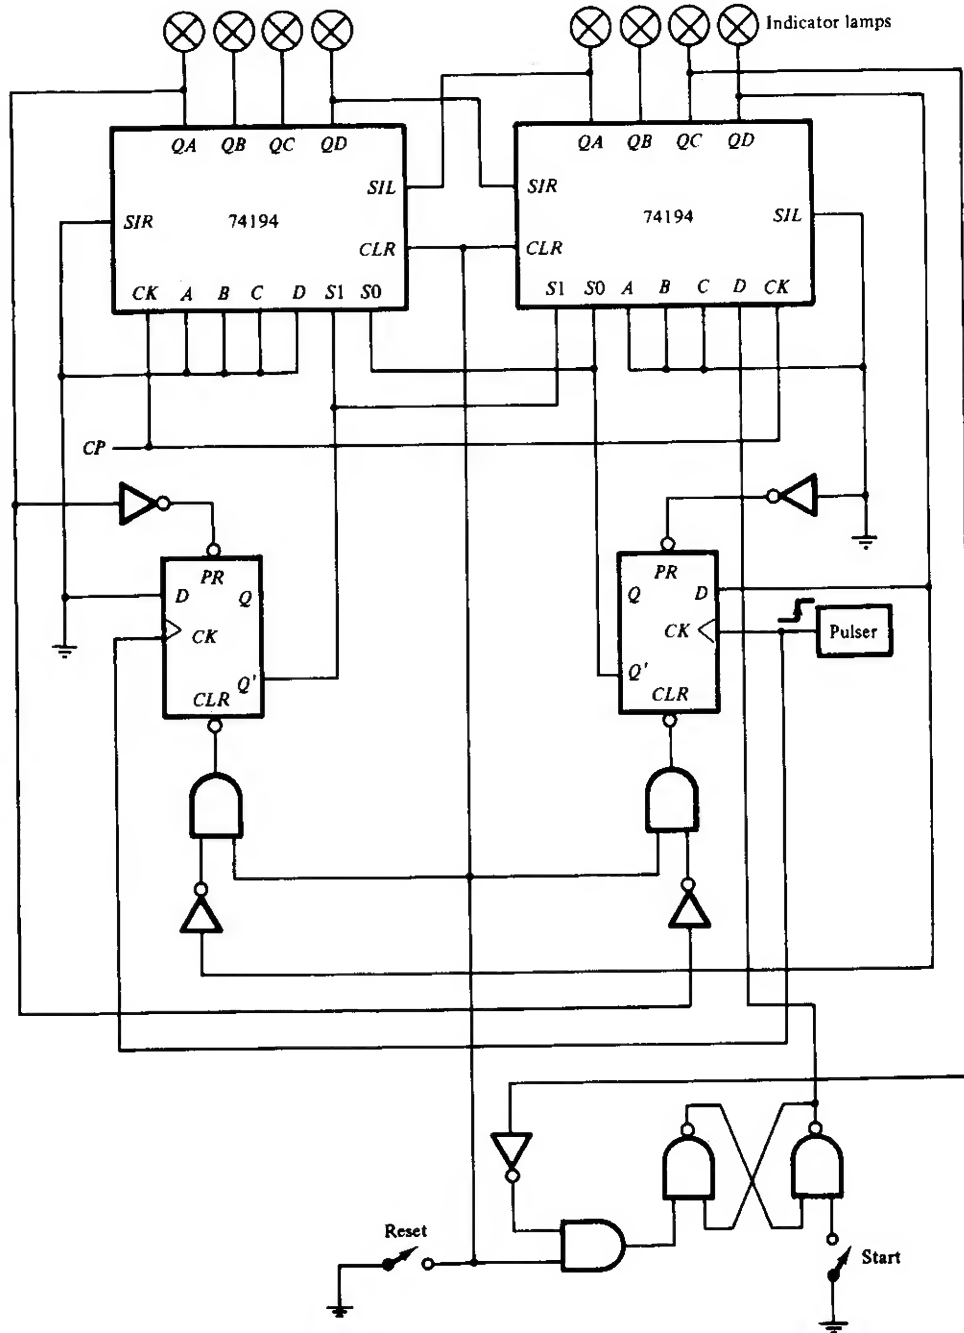 Indicator lamps
QA QB QC QD
QA QB QC QD
SIL
SIR
SIR
74194
74194
SIL
CLR
CLR
CK A B C D S1 S0
S1 S0 A B C D CK
CP
PR
PR
D Q
Q D
CK
CK
Pulser
Q'
Q'
CLR
CLR
Reset
Start